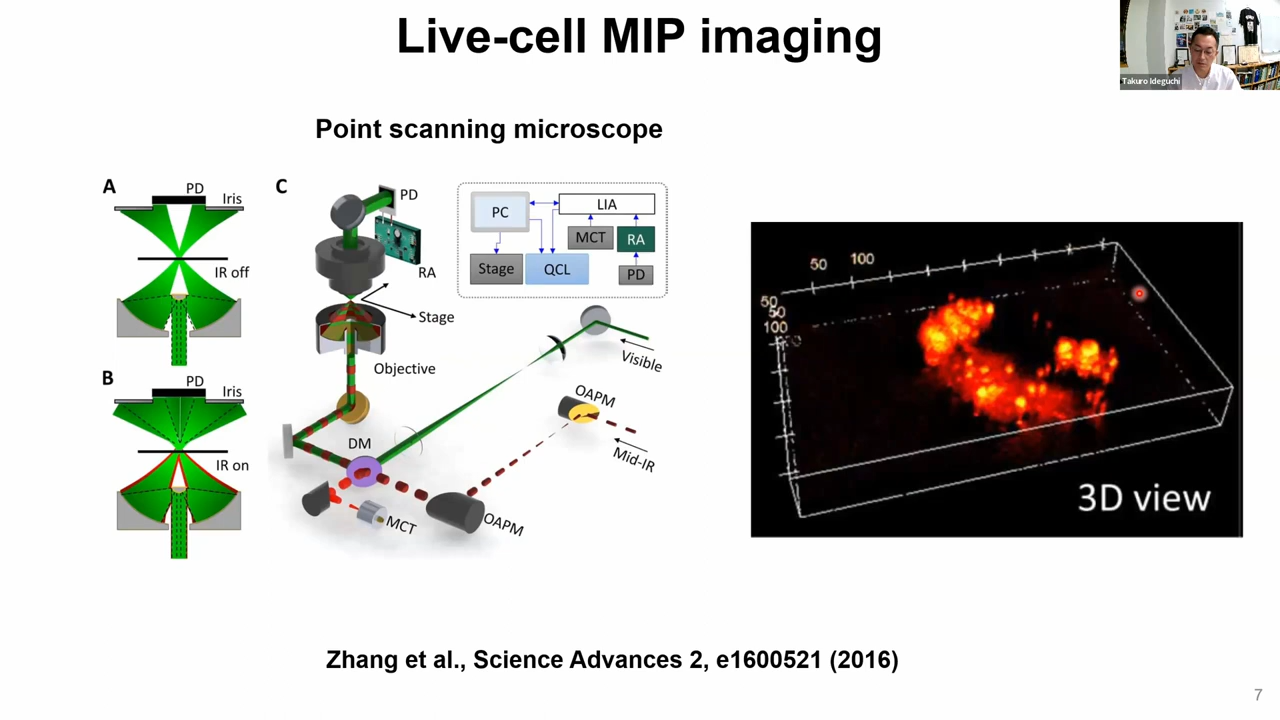 Live-cell MIP imaging
Takuro Ideguchi
Point scanning microscope
A
PD
Iris
IR off
B
PD
Iris
IR on
C
PD
RA
Stage
Objective
Visible
OAPM
Mid-IR
DM
MCT
OAPM
PC
LIA
MCT
RA
Stage
QCL
PD
50 100
50
50
100
3D view
Zhang et al., Science Advances 2, e1600521 (2016)
7